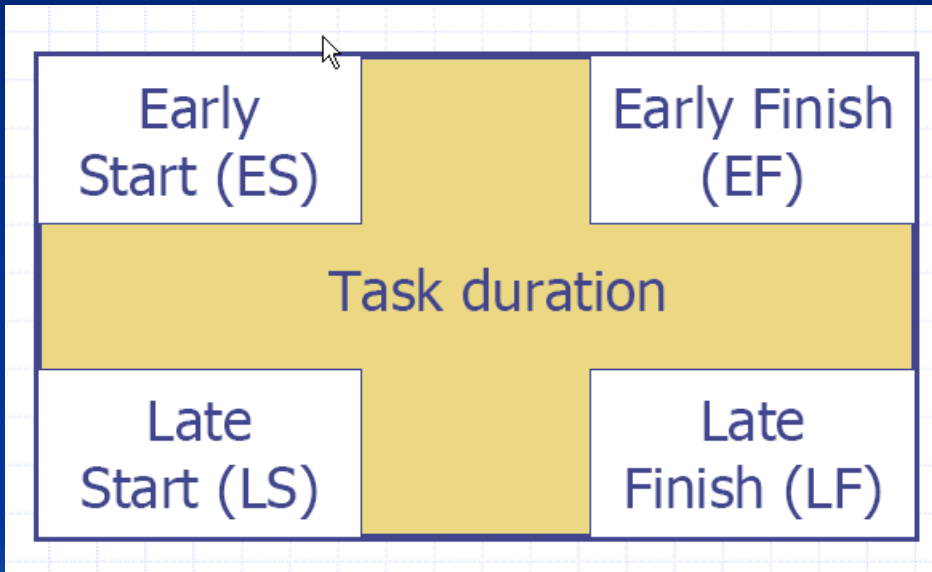 Early
Start (ES)
Early Finish
(EF)
Task duration
Late
Start (LS)
Late
Finish (LF)